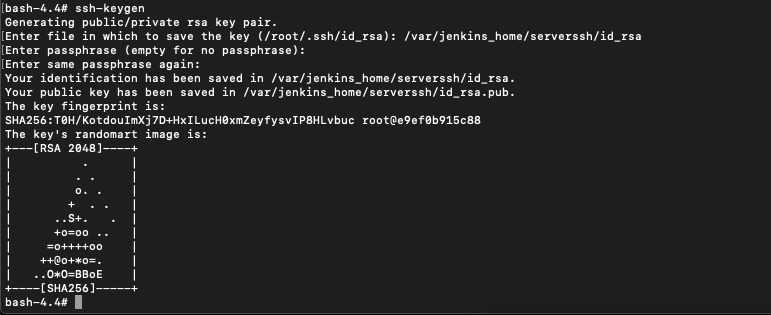 [bash-4.4# ssh-keygen
Generating public/private rsa key pair.
[Enter file in which to save the key (/root/.ssh/id_rsa): /var/jenkins_home/serverssh/id_rsa
[Enter passphrase (empty for no passphrase):
[Enter same passphrase again:
Your identification has been saved in /var/jenkins_home/serverssh/id_rsa.
Your public key has been saved in /var/jenkins_home/serverssh/id_rsa.pub.
The key fingerprint is:
SHA256:T0H/KotdouImXj7D+HxILucH0xmZeyfysvIP8HLvbuc root@e9ef0b915c88
The key's randomart image is:
+---[RSA 2048]----+
|          .      |
|         . .     |
|         o. .    |
|        +  . .   |
|      ..S+.   .  |
|      +o=oo ..   |
|     =o++++oo    |
|    ++@o+*o=.    |
|   ..O*O=BBoE    |
+----[SHA256]-----+
bash-4.4#